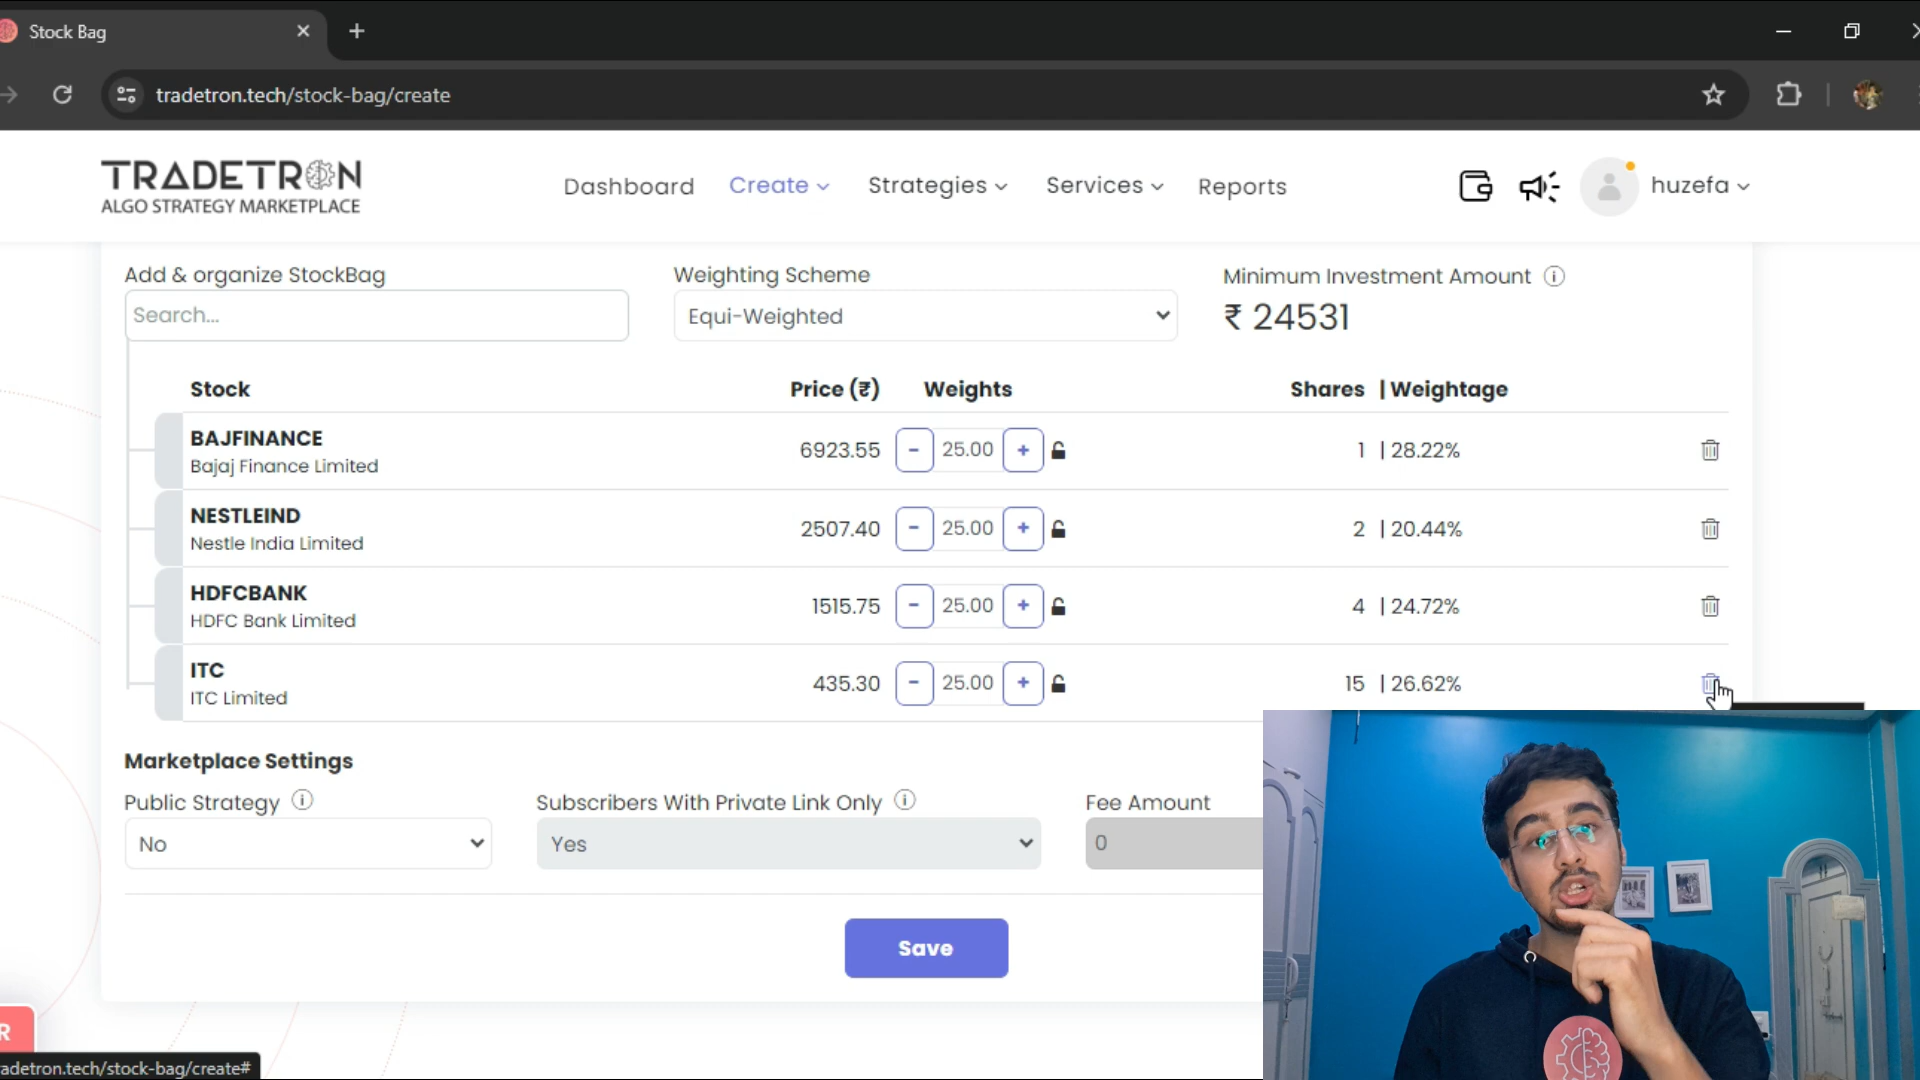 Stock Bag
tradetron.tech/stock-bag/create
TRADETRON
ALGO STRATEGY MARKETPLACE
Dashboard Create Strategies Services Reports huzefa
Add & organize StockBag Weighting Scheme Minimum Investment Amount
Search... Equi-Weighted ₹ 24531
Stock Price (₹) Weights Shares | Weightage
BAJFINANCE
Bajaj Finance Limited
6923.55 - 25.00 + 1 | 28.22%
NESTLEIND
Nestle India Limited
2507.40 - 25.00 + 2 | 20.44%
HDFCBANK
HDFC Bank Limited
1515.75 - 25.00 + 4 | 24.72%
ITC
ITC Limited
435.30 - 25.00 + 15 | 26.62%
Marketplace Settings
Public Strategy Subscribers With Private Link Only Fee Amount
No Yes 0
Save
R
adetron.tech/stock-bag/create#